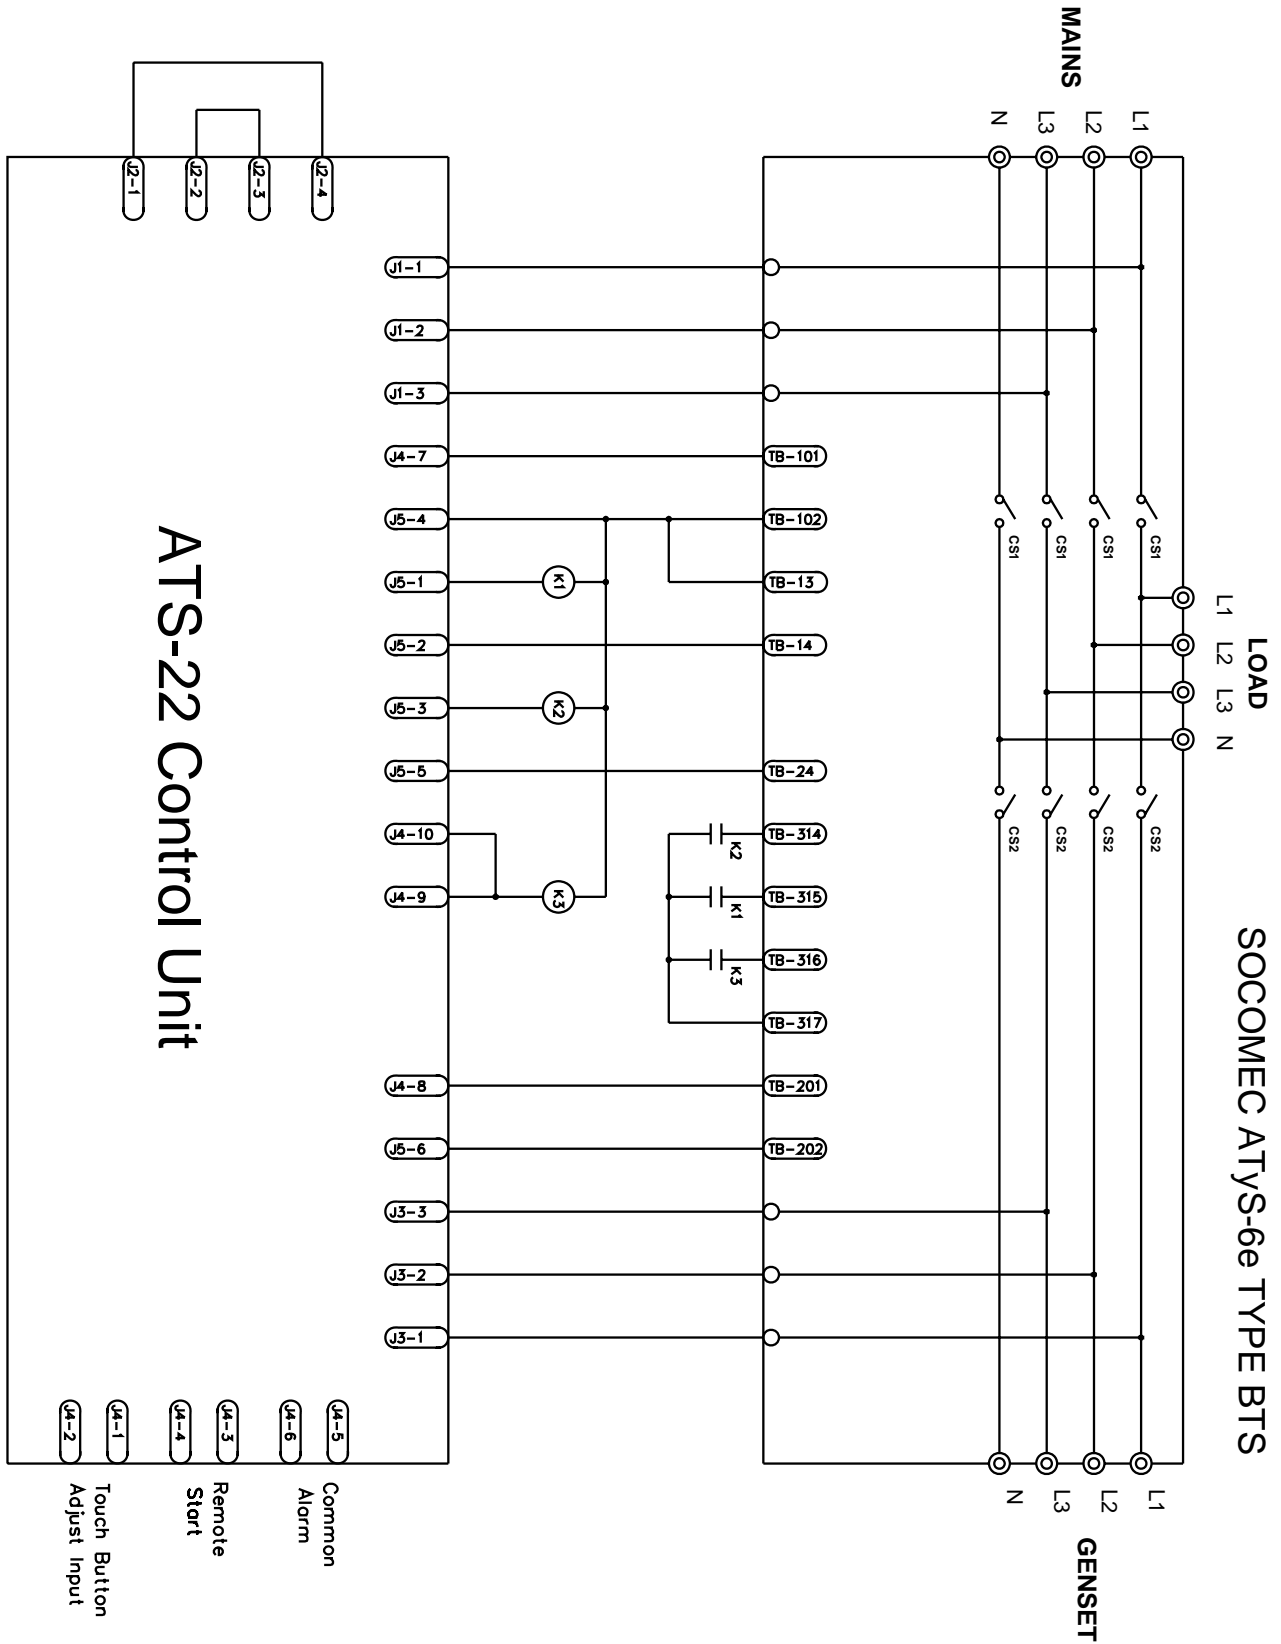 SOCOMEC ATyS-6e TYPE BTS
MAINS
LOAD
GENSET
L1
L2
L3
N
L1
L2
L3
N
L1
L2
L3
N
CS1
CS1
CS1
CS1
CS2
CS2
CS2
CS2
TB-101
TB-102
TB-13
TB-14
TB-24
TB-314
TB-315
TB-316
TB-317
TB-201
TB-202
K2
K1
K3
K1
K2
K3
J1-1
J1-2
J1-3
J4-7
J5-4
J5-1
J5-2
J5-3
J5-5
J4-10
J4-9
J4-8
J5-6
J3-3
J3-2
J3-1
J2-4
J2-3
J2-2
J2-1
ATS-22 Control Unit
J4-5
J4-6
Common
Alarm
J4-3
J4-4
Remote
Start
J4-1
J4-2
Touch Button
Adjust Input